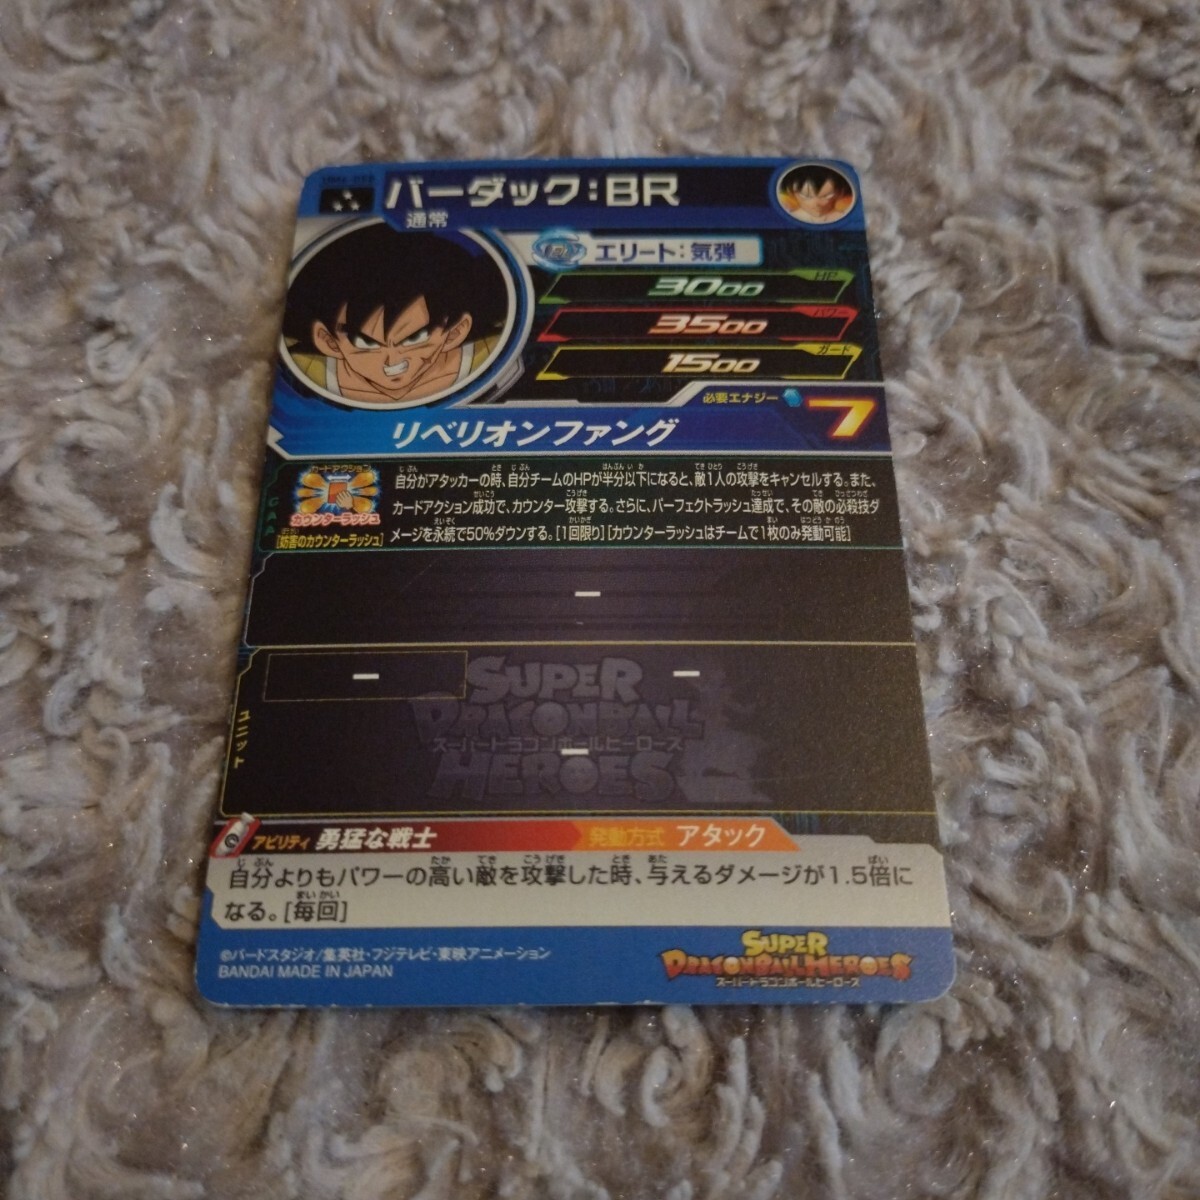 バーダック:BR
通常
エリート:気弾
HP
3000
パワー
3500
ガード
1500
必要エナジー 7
リベリオンファング
カードアクション
カウンターラッシュ
[妨害のカウンターラッシュ]
CAA
自分がアタッカーの時、自分チームのHPが半分以下になると、敵1人の攻撃をキャンセルする。また、
カードアクション成功で、カウンター攻撃する。さらに、パーフェクトラッシュ達成で、その敵の必殺技ダ
メージを永続で50%ダウンする。[1回限り][カウンターラッシュはチームで1枚のみ発動可能]
ー
ユニット
ー ー
ー
SUPER
DRAGONBALL
スーパードラゴンボールヒーローズ
HEROES
アビリティ 勇猛な戦士 発動方式 アタック
自分よりもパワーの高い敵を攻撃した時、与えるダメージが1.5倍に
なる。[毎回]
©バードスタジオ/集英社・フジテレビ・東映アニメーション
BANDAI MADE IN JAPAN
SUPER
DRAGONBALL HEROES
スーパードラゴンボールヒーローズ